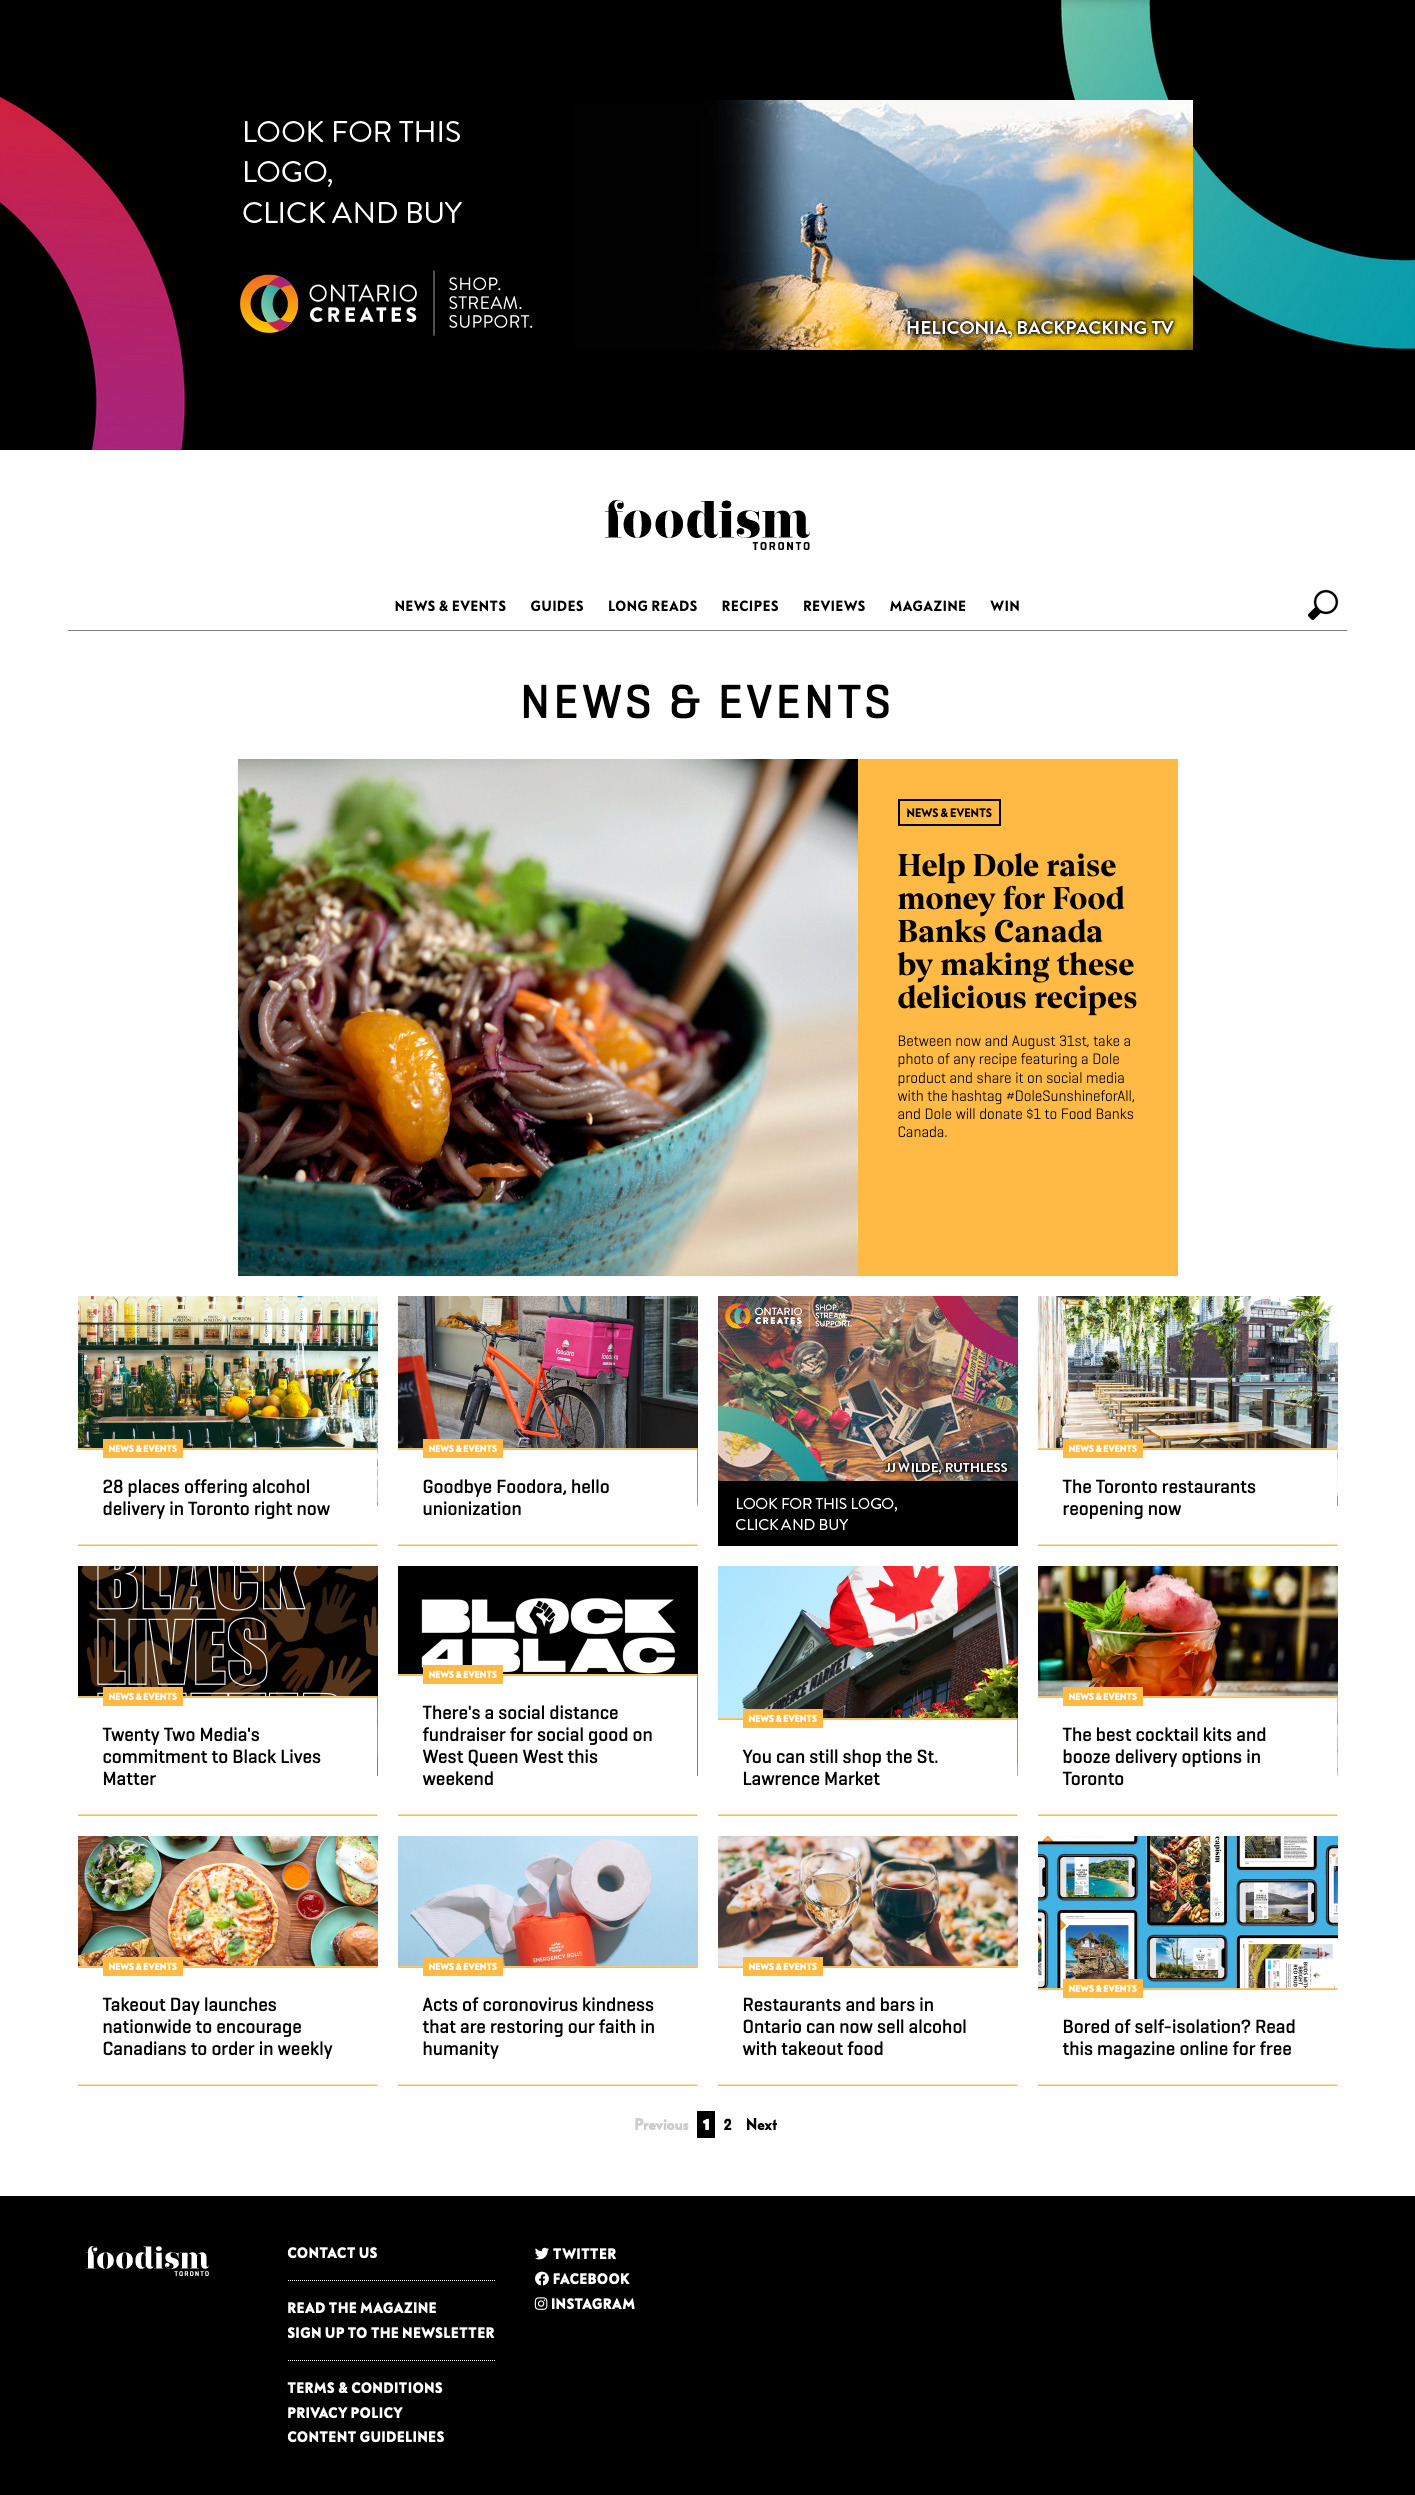 LOOK FOR THIS
LOGO,
CLICK AND BUY
ONTARIO
CREATES
SHOP.
STREAM.
SUPPORT.
HELICONIA, BACKPACKING TV
foodism
TORONTO
NEWS & EVENTS GUIDES LONG READS RECIPES REVIEWS MAGAZINE WIN
NEWS & EVENTS
NEWS & EVENTS
Help Dole raise
money for Food
Banks Canada
by making these
delicious recipes
Between now and August 31st, take a
photo of any recipe featuring a Dole
product and share it on social media
with the hashtag #DoleSunshineforAll,
and Dole will donate $1 to Food Banks
Canada.
NEWS & EVENTS
28 places offering alcohol
delivery in Toronto right now
foodora
NEWS & EVENTS
Goodbye Foodora, hello
unionization
ONTARIO
CREATES
SHOP.
STREAM.
SUPPORT.
JJ WILDE, RUTHLESS
LOOK FOR THIS LOGO,
CLICK AND BUY
NEWS & EVENTS
The Toronto restaurants
reopening now
BLACK
LIVES
NEWS & EVENTS
Twenty Two Media's
commitment to Black Lives
Matter
BLOCK
4BLAC
NEWS & EVENTS
There's a social distance
fundraiser for social good on
West Queen West this
weekend
MARKET
NEWS & EVENTS
You can still shop the St.
Lawrence Market
NEWS & EVENTS
The best cocktail kits and
booze delivery options in
Toronto
NEWS & EVENTS
Takeout Day launches
nationwide to encourage
Canadians to order in weekly
EMERGENCY ROLL
NEWS & EVENTS
Acts of coronovirus kindness
that are restoring our faith in
humanity
NEWS & EVENTS
Restaurants and bars in
Ontario can now sell alcohol
with takeout food
NEWS & EVENTS
Bored of self-isolation? Read
this magazine online for free
Previous 1 2 Next
foodism
TORONTO
CONTACT US
READ THE MAGAZINE
SIGN UP TO THE NEWSLETTER
TERMS & CONDITIONS
PRIVACY POLICY
CONTENT GUIDELINES
TWITTER
FACEBOOK
INSTAGRAM